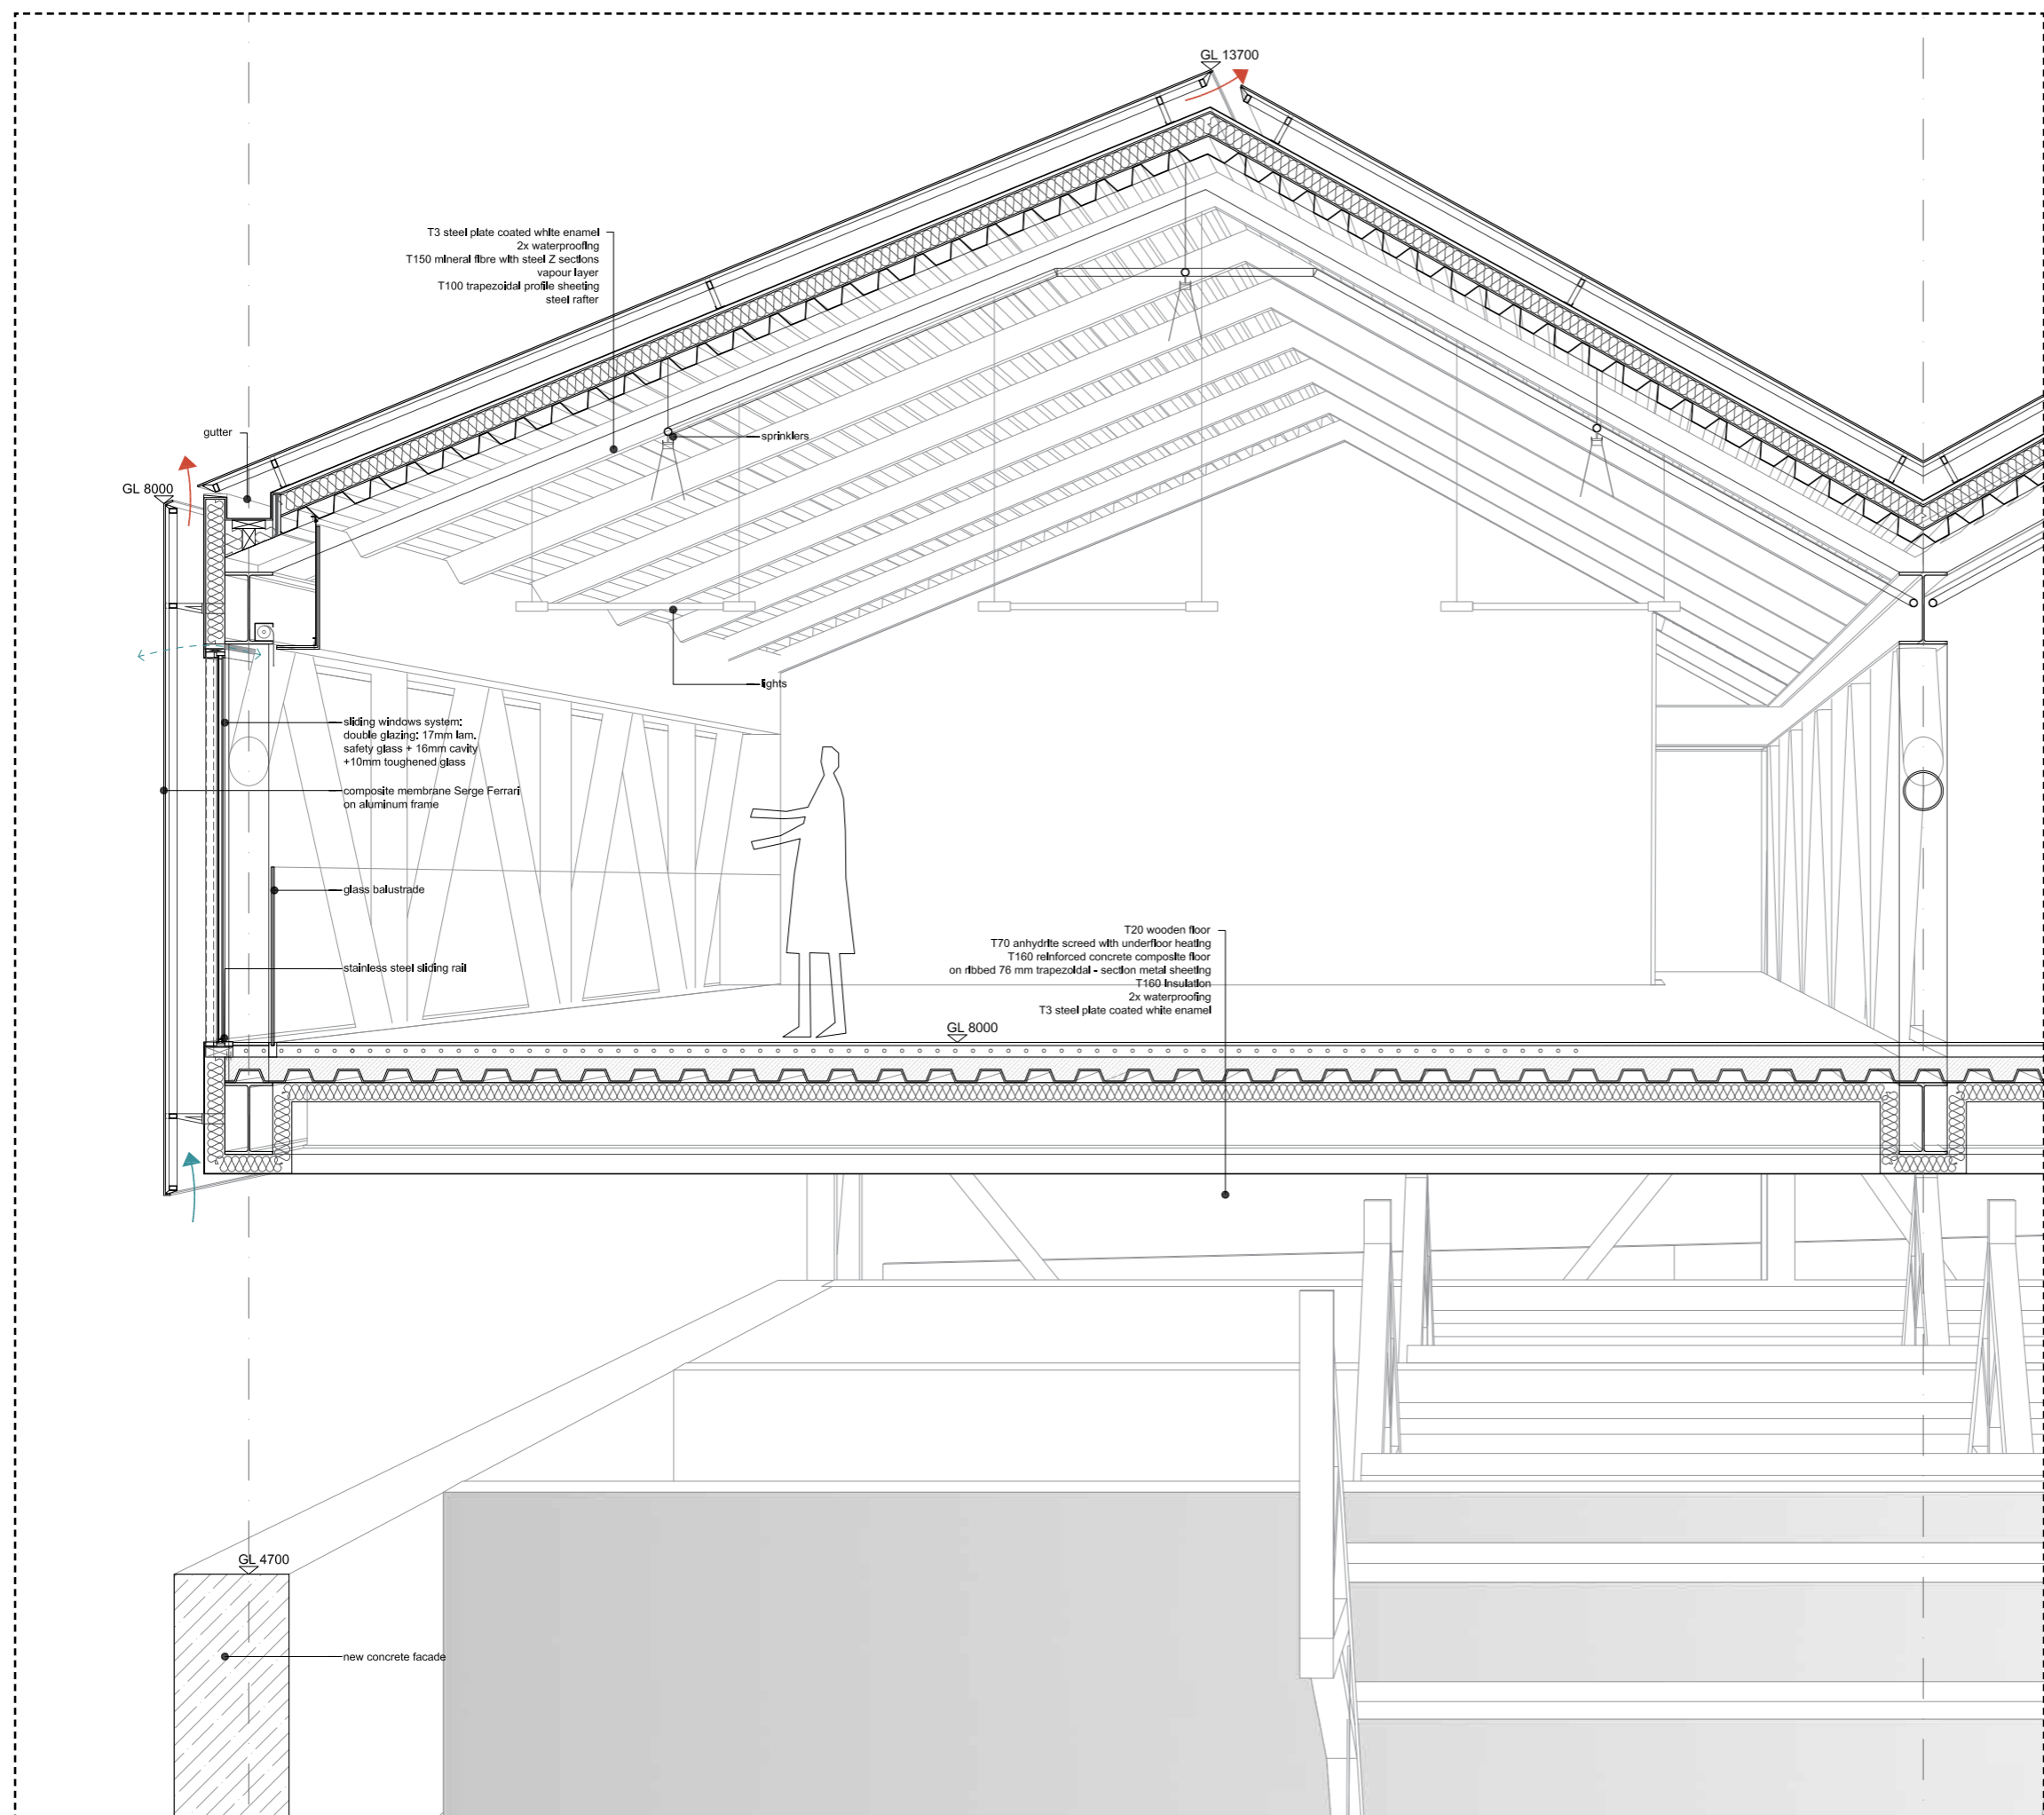 GL 13700
T3 steel plate coated white enamel
2x waterproofing
T150 mineral fibre with steel Z sections
vapour layer
T100 trapezoidal profile sheeting
steel rafter
gutter
sprinklers
GL 8000
lights
sliding windows system:
double glazing: 17mm lam.
safety glass + 16mm cavity
+10mm toughened glass
composite membrane Serge Ferrari
on aluminum frame
glass balustrade
stainless steel sliding rail
T20 wooden floor
T70 anhydrite screed with underfloor heating
T160 reinforced concrete composite floor
on ribbed 76 mm trapezoidal - section metal sheeting
T160 Insulation
2x waterproofing
T3 steel plate coated white enamel
GL 8000
GL 4700
new concrete facade